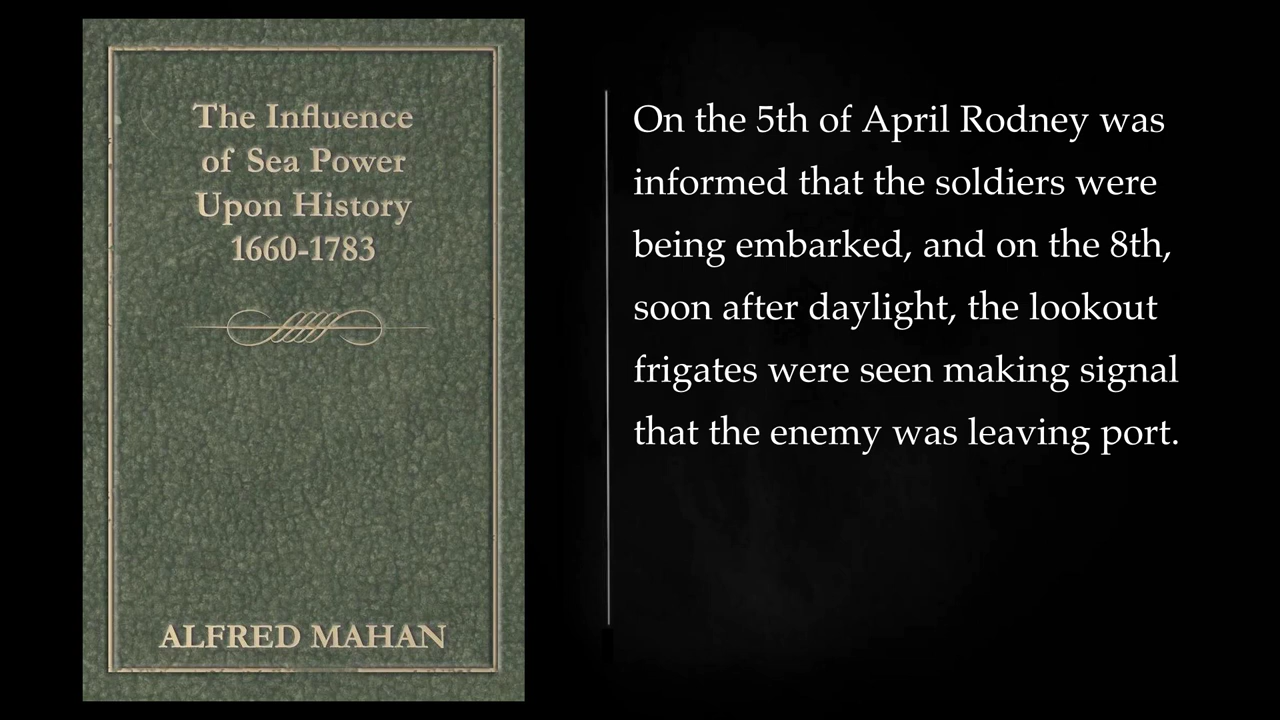 The Influence
of Sea Power
Upon History
1660-1783
ALFRED MAHAN
On the 5th of April Rodney was
informed that the soldiers were
being embarked, and on the 8th,
soon after daylight, the lookout
frigates were seen making signal
that the enemy was leaving port.